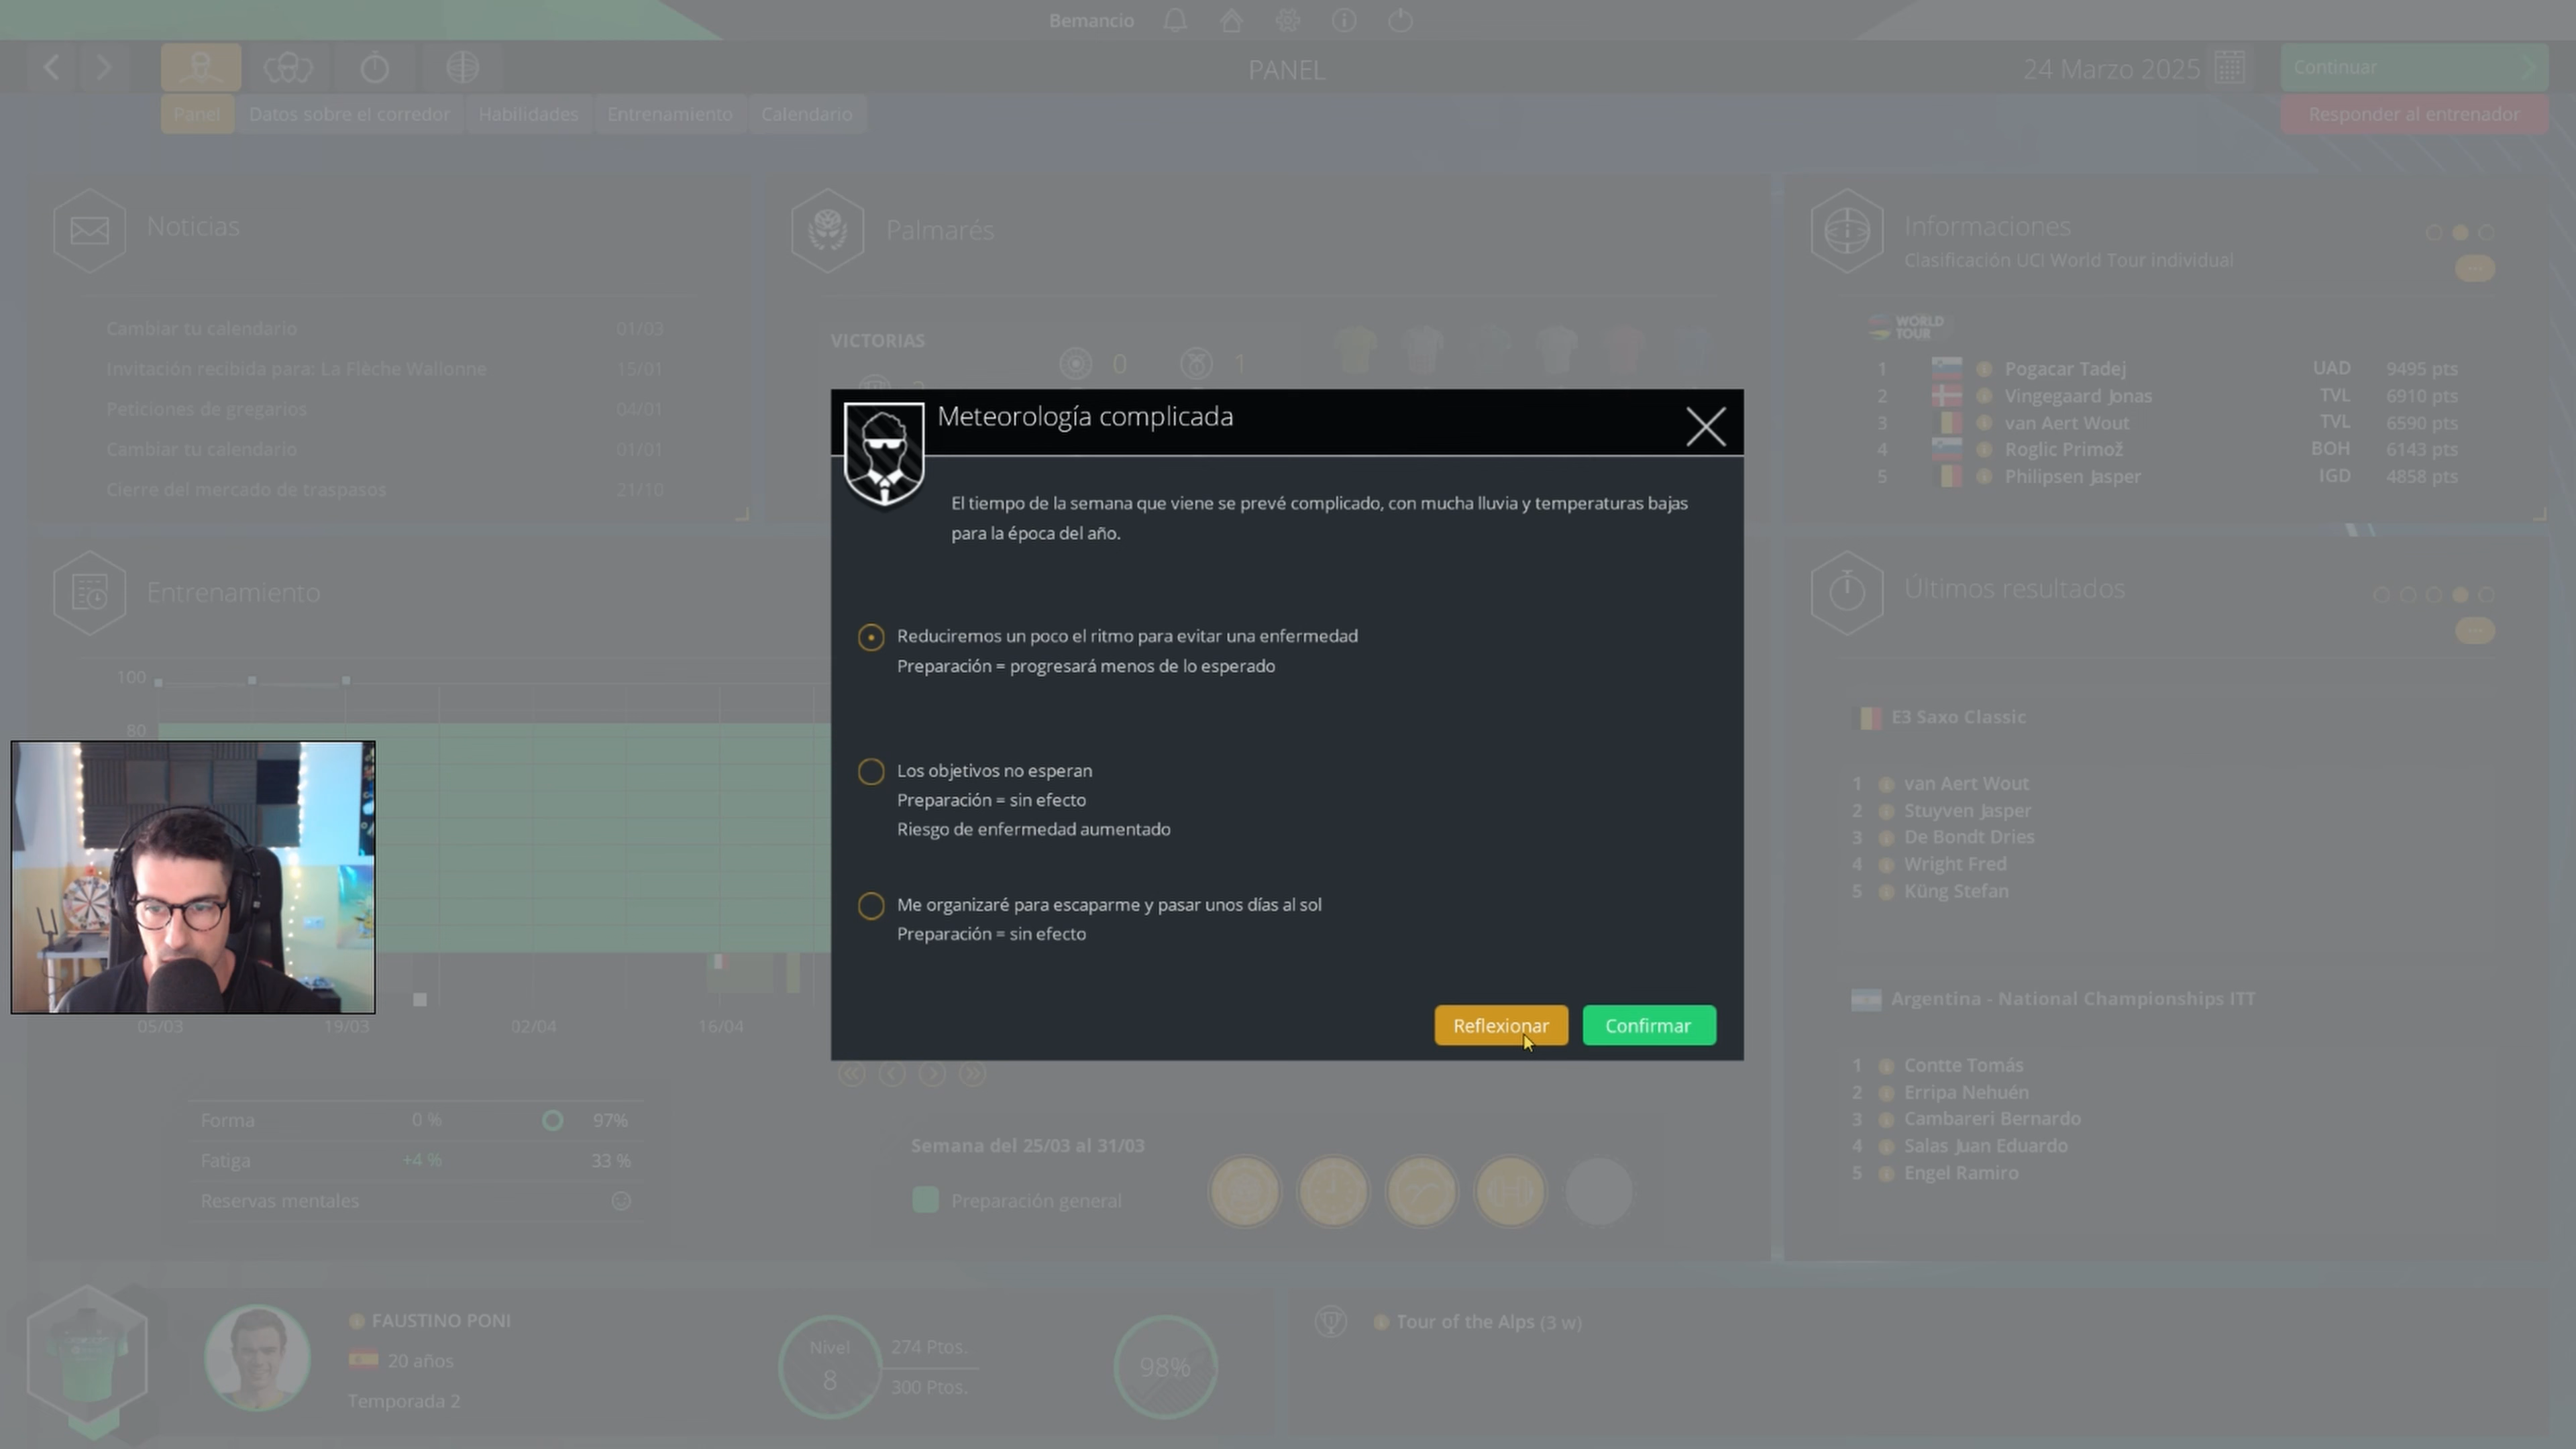 Bemancio
PANEL
24 Marzo 2025
Continuar
Panel
Datos sobre el corredor
Habilidades
Entrenamiento
Calendario
Responder al entrenador
Noticias
Cambiar tu calendario 01/03
Invitación recibida para: La Flèche Wallonne 15/01
Peticiones de gregarios 04/01
Cambiar tu calendario 01/01
Cierre del mercado de traspasos 21/10
Palmarés
VICTORIAS
0
1
Informaciones
Clasificación UCI World Tour individual
WORLD
TOUR
1 Pogacar Tadej UAD 9495 pts
2 Vingegaard Jonas TVL 6910 pts
3 van Aert Wout TVL 6590 pts
4 Roglic Primož BOH 6143 pts
5 Philipsen Jasper IGD 4858 pts
Meteorología complicada
El tiempo de la semana que viene se prevé complicado, con mucha lluvia y temperaturas bajas
para la época del año.
Reduciremos un poco el ritmo para evitar una enfermedad
Preparación = progresará menos de lo esperado
Los objetivos no esperan
Preparación = sin efecto
Riesgo de enfermedad aumentado
Me organizaré para escaparme y pasar unos días al sol
Preparación = sin efecto
Reflexionar
Confirmar
Entrenamiento
100
80
05/03
19/03
02/04
16/04
Forma 0 % 97%
Fatiga +4 % 33 %
Reservas mentales
Semana del 25/03 al 31/03
Preparación general
Últimos resultados
E3 Saxo Classic
1 van Aert Wout
2 Stuyven Jasper
3 De Bondt Dries
4 Wright Fred
5 Küng Stefan
Argentina - National Championships ITT
1 Contte Tomás
2 Erripa Nehuén
3 Cambareri Bernardo
4 Salas Juan Eduardo
5 Engel Ramiro
FAUSTINO PONI
20 años
Temporada 2
Nivel
8
274 Ptos.
300 Ptos.
98%
Tour of the Alps (3 w)